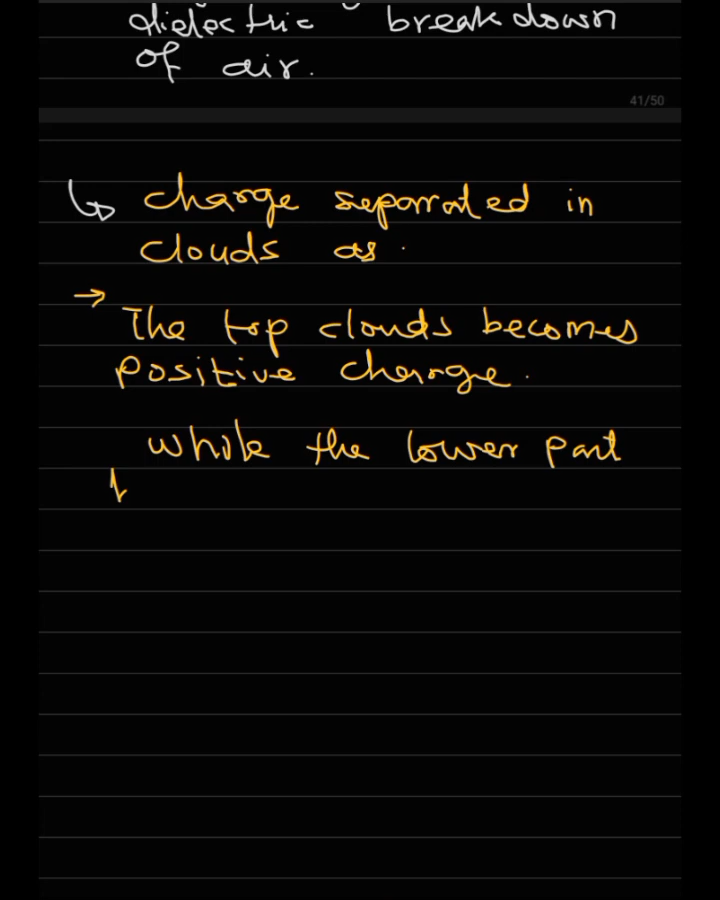 dielectric breakdown
of air.
41/50
↳ charge separated in
clouds as.
→
The top clouds becomes
positive charge.
while the lower part